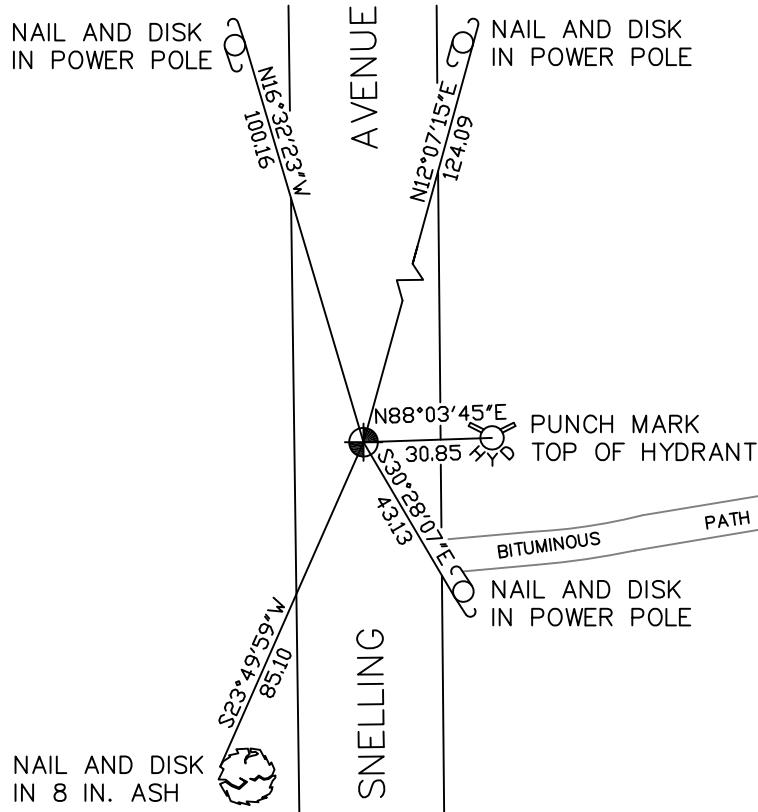 NAIL AND DISK
IN POWER POLE
AVENUE
NAIL AND DISK
IN POWER POLE
N16°32'23"W
100.16
N12°07'15"E
124.09
N88°03'45"E
30.85
HYD
PUNCH MARK
TOP OF HYDRANT
S30°28'07"E
43.13
BITUMINOUS PATH
NAIL AND DISK
IN POWER POLE
S23°49'59"W
85.10
SNELLING
NAIL AND DISK
IN 8 IN. ASH